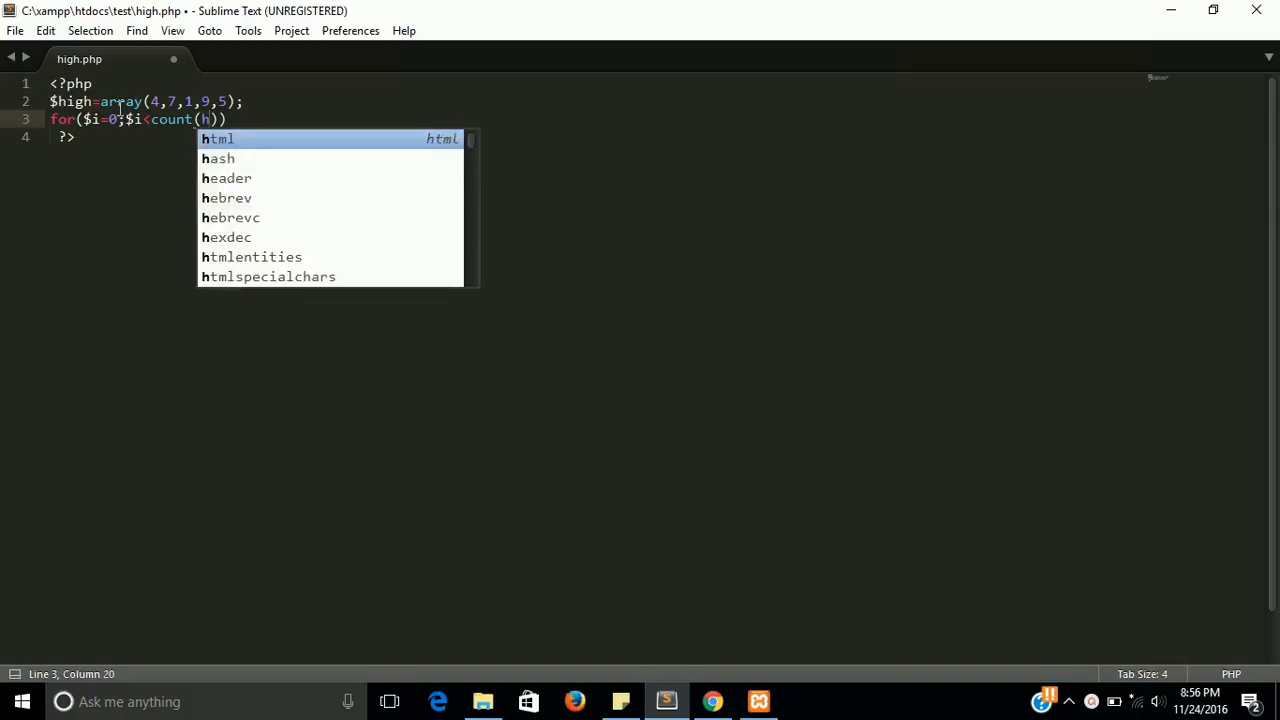 C:\xampp\htdocs\test\high.php • - Sublime Text (UNREGISTERED)
File Edit Selection Find View Goto Tools Project Preferences Help
high.php
1 <?php
2 $high=array(4,7,1,9,5);
3 for($i=0;$i<count(h))
4 ?>
html html
hash
header
hebrev
hebrevc
hexdec
htmlentities
htmlspecialchars
Line 3, Column 20 Tab Size: 4 PHP
Ask me anything 8:56 PM
11/24/2016 2